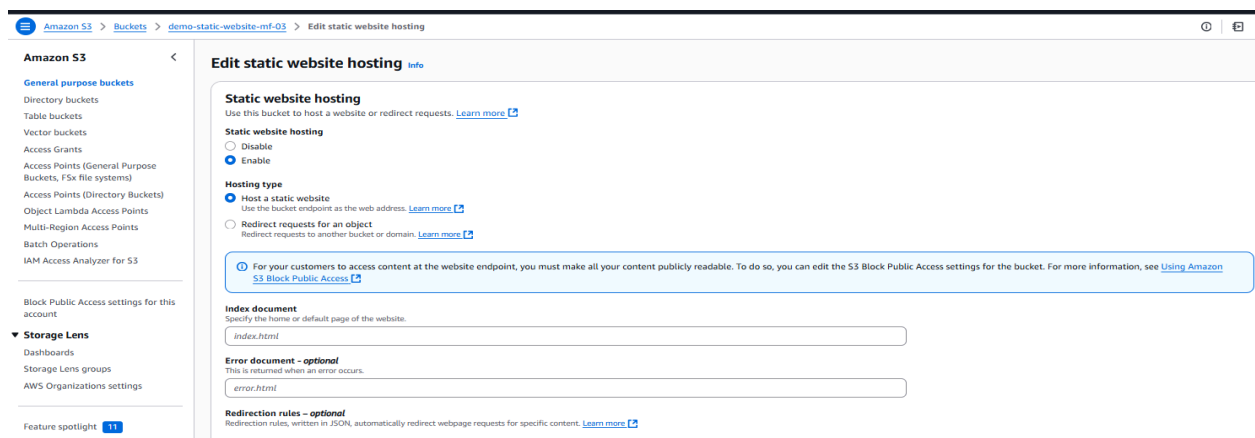 Amazon S3 > Buckets > demo-static-website-mf-03 > Edit static website hosting
Amazon S3
General purpose buckets
Directory buckets
Table buckets
Vector buckets
Access Grants
Access Points (General Purpose
Buckets, FSx file systems)
Access Points (Directory Buckets)
Object Lambda Access Points
Multi-Region Access Points
Batch Operations
IAM Access Analyzer for S3
Block Public Access settings for this
account
Storage Lens
Dashboards
Storage Lens groups
AWS Organizations settings
Feature spotlight 11
Edit static website hosting Info
Static website hosting
Use this bucket to host a website or redirect requests. Learn more
Static website hosting
Disable
Enable
Hosting type
Host a static website
Use the bucket endpoint as the web address. Learn more
Redirect requests for an object
Redirect requests to another bucket or domain. Learn more
For your customers to access content at the website endpoint, you must make all your content publicly readable. To do so, you can edit the S3 Block Public Access settings for the bucket. For more information, see Using Amazon
S3 Block Public Access
Index document
Specify the home or default page of the website.
index.html
Error document - optional
This is returned when an error occurs.
error.html
Redirection rules – optional
Redirection rules, written in JSON, automatically redirect webpage requests for specific content. Learn more